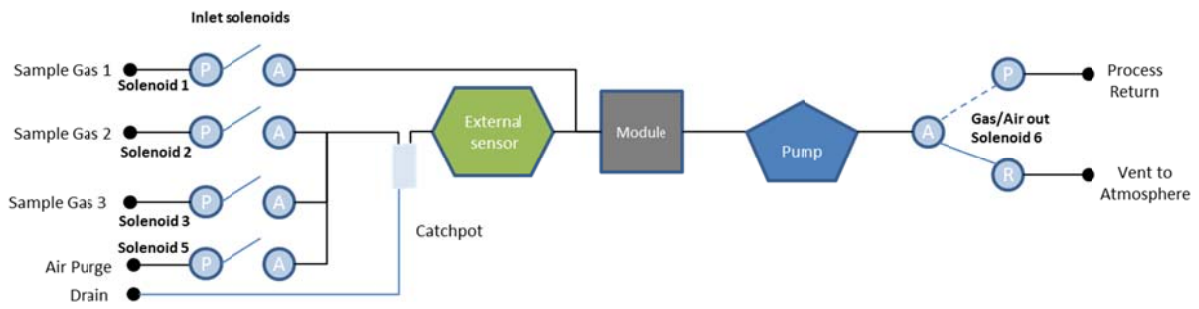 Inlet solenoids
Sample Gas 1
Solenoid 1
P
A
Sample Gas 2
Solenoid 2
P
A
Sample Gas 3
Solenoid 3
P
A
Solenoid 5
Air Purge
P
A
Drain
Catchpot
External
sensor
Module
Pump
A
P
R
Gas/Air out
Solenoid 6
Process
Return
Vent to
Atmosphere